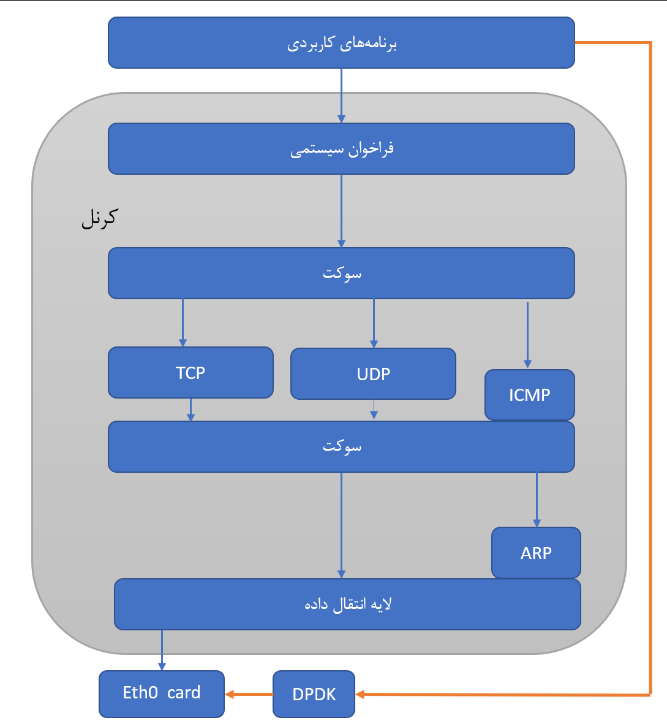 برنامه‌های کاربردی
فراخوان سیستمی
کرنل
سوکت
TCP
UDP
ICMP
سوکت
ARP
لایه انتقال داده
Eth0 card
DPDK